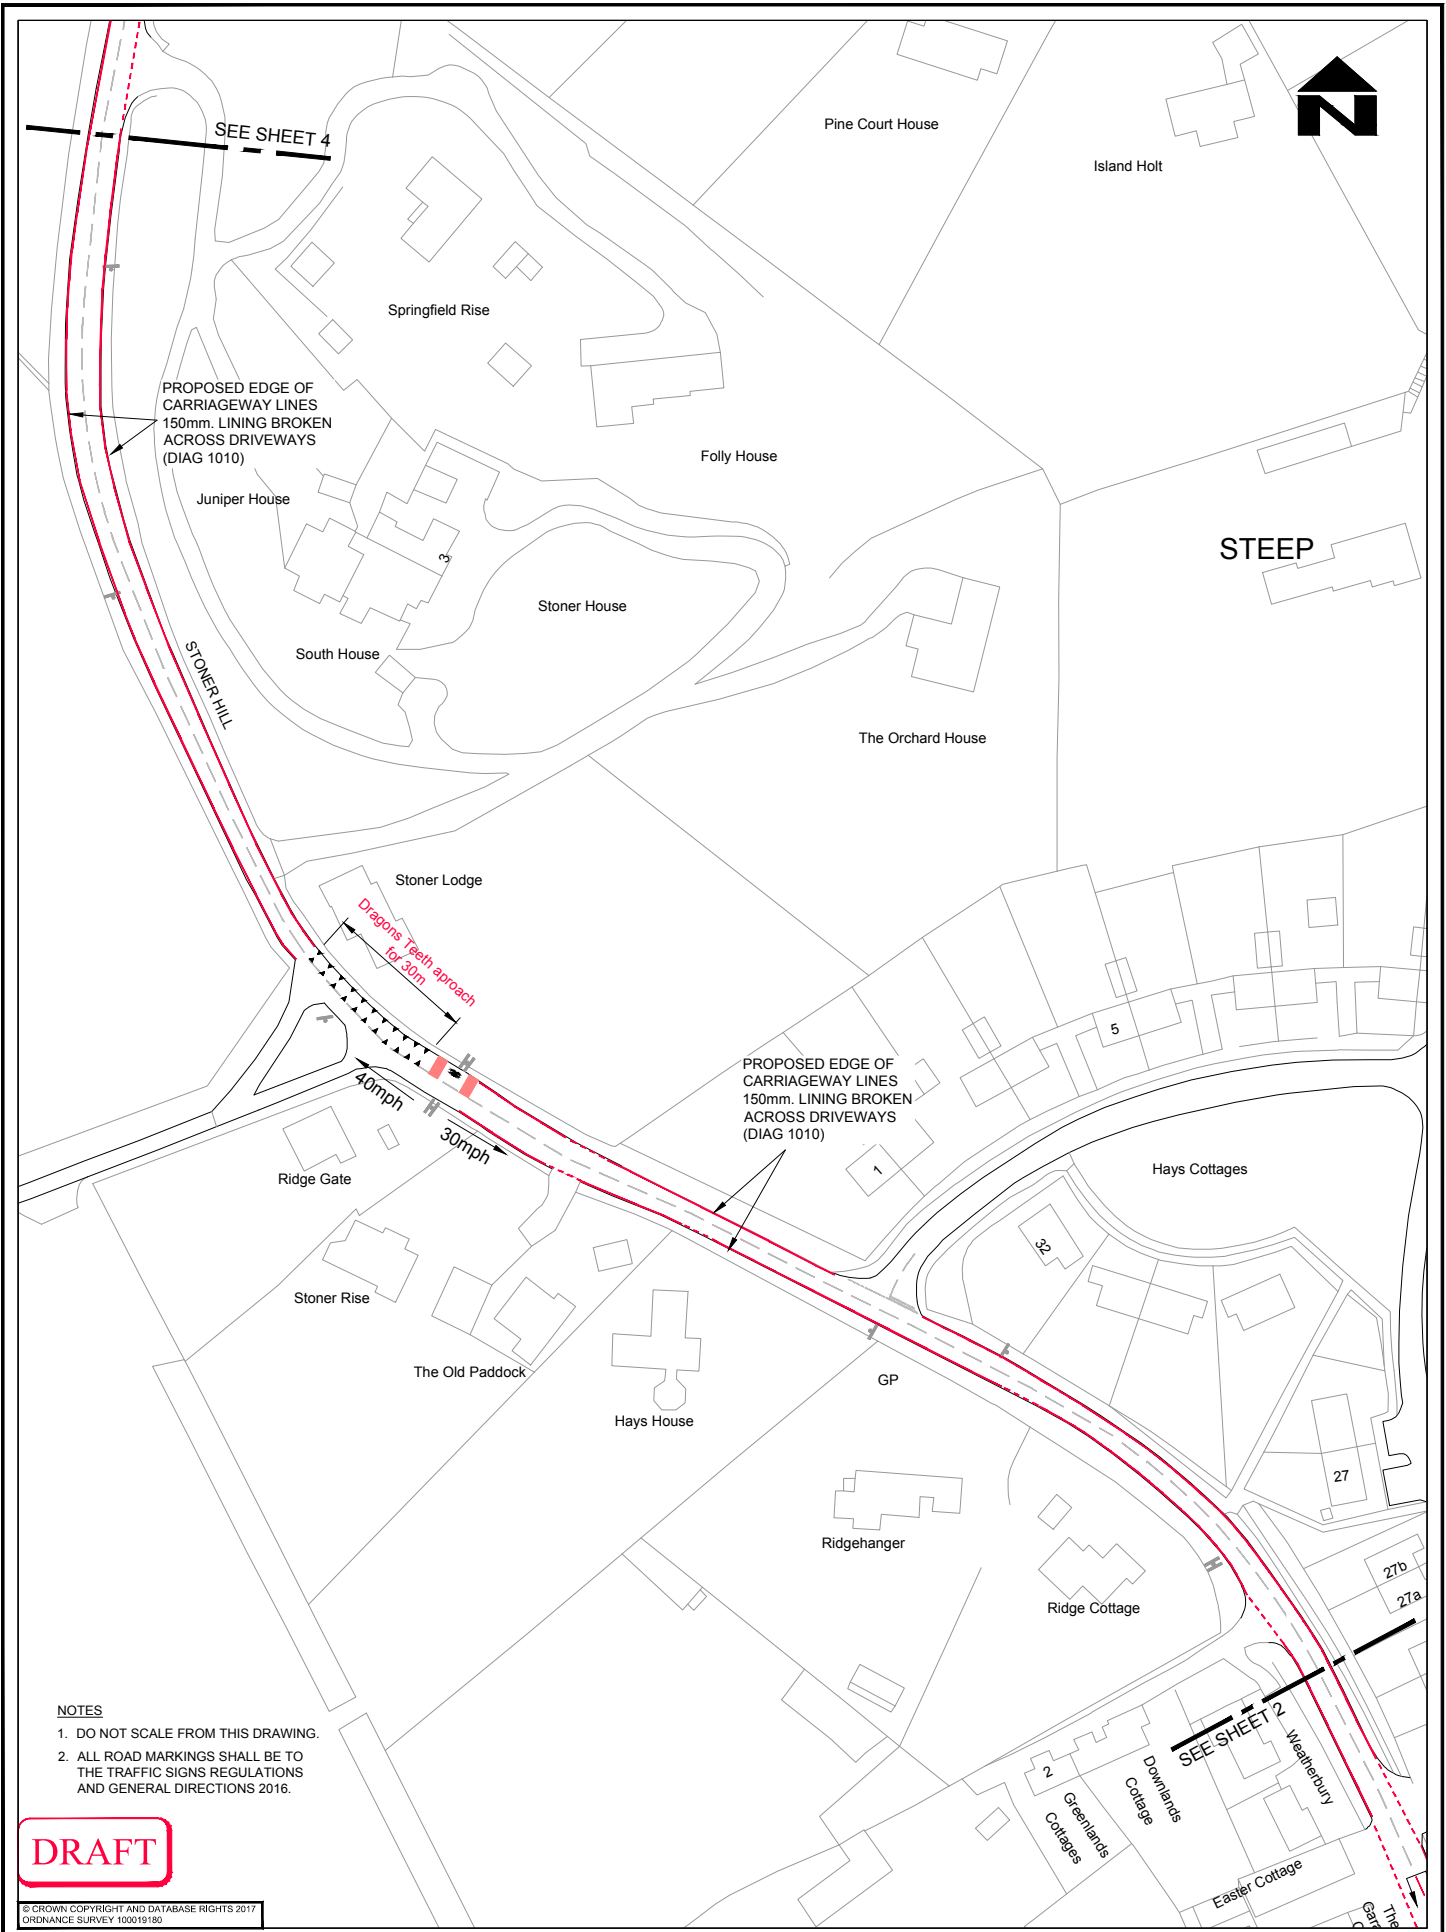 SEE SHEET 4
Pine Court House
Island Holt
Springfield Rise
PROPOSED EDGE OF
CARRIAGEWAY LINES
150mm. LINING BROKEN
ACROSS DRIVEWAYS
(DIAG 1010)
Folly House
Juniper House
3
STEEP
Stoner House
South House
STONER HILL
The Orchard House
Stoner Lodge
Dragons Teeth aproach
for 30m
5
PROPOSED EDGE OF
CARRIAGEWAY LINES
150mm. LINING BROKEN
ACROSS DRIVEWAYS
(DIAG 1010)
40mph
30mph
1
Hays Cottages
Ridge Gate
32
Stoner Rise
The Old Paddock
GP
Hays House
27
Ridgehanger
27b
27a
Ridge Cottage
SEE SHEET 2
Weatherbury
2
Greenlands
Cottages
Downlands
Cottage
Easter Cottage
The
NOTES
1. DO NOT SCALE FROM THIS DRAWING.
2. ALL ROAD MARKINGS SHALL BE TO
THE TRAFFIC SIGNS REGULATIONS
AND GENERAL DIRECTIONS 2016.
DRAFT
© CROWN COPYRIGHT AND DATABASE RIGHTS 2017
ORDNANCE SURVEY 100019180
N